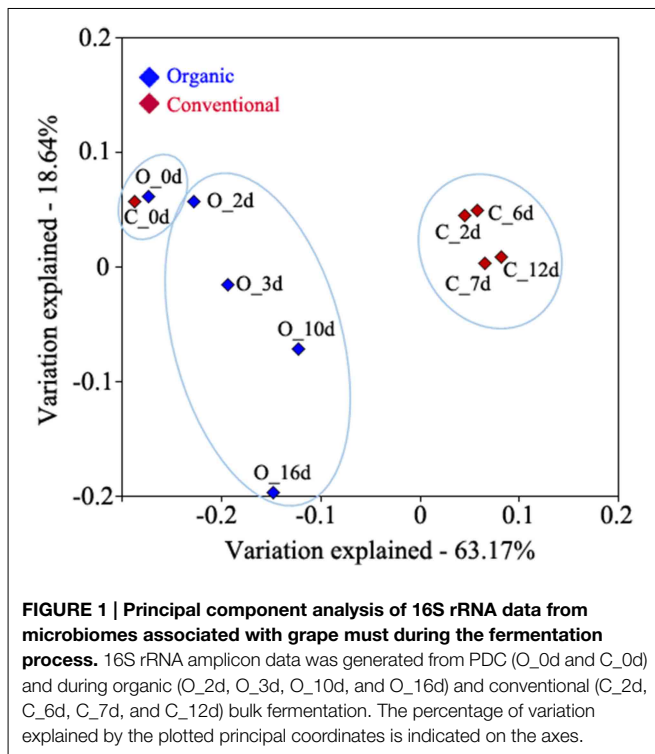 0.2
Organic
Conventional
0.1
O_0d
O_2d
C_0d
C_6d
C_2d
0
O_3d
C_7d
C_12d
O_10d
-0.1
O_16d
-0.2
-0.2
-0.1
0
0.1
0.2
Variation explained - 18.64%
Variation explained - 63.17%
FIGURE 1 | Principal component analysis of 16S rRNA data from
microbiomes associated with grape must during the fermentation
process. 16S rRNA amplicon data was generated from PDC (O_0d and C_0d)
and during organic (O_2d, O_3d, O_10d, and O_16d) and conventional (C_2d,
C_6d, C_7d, and C_12d) bulk fermentation. The percentage of variation
explained by the plotted principal coordinates is indicated on the axes.